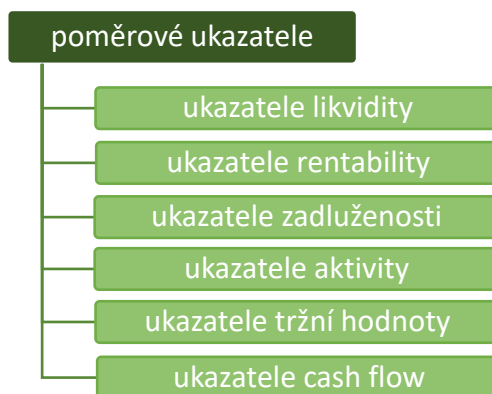 poměrové ukazatele
ukazatele likvidity
ukazatele rentability
ukazatele zadluženosti
ukazatele aktivity
ukazatele tržní hodnoty
ukazatele cash flow